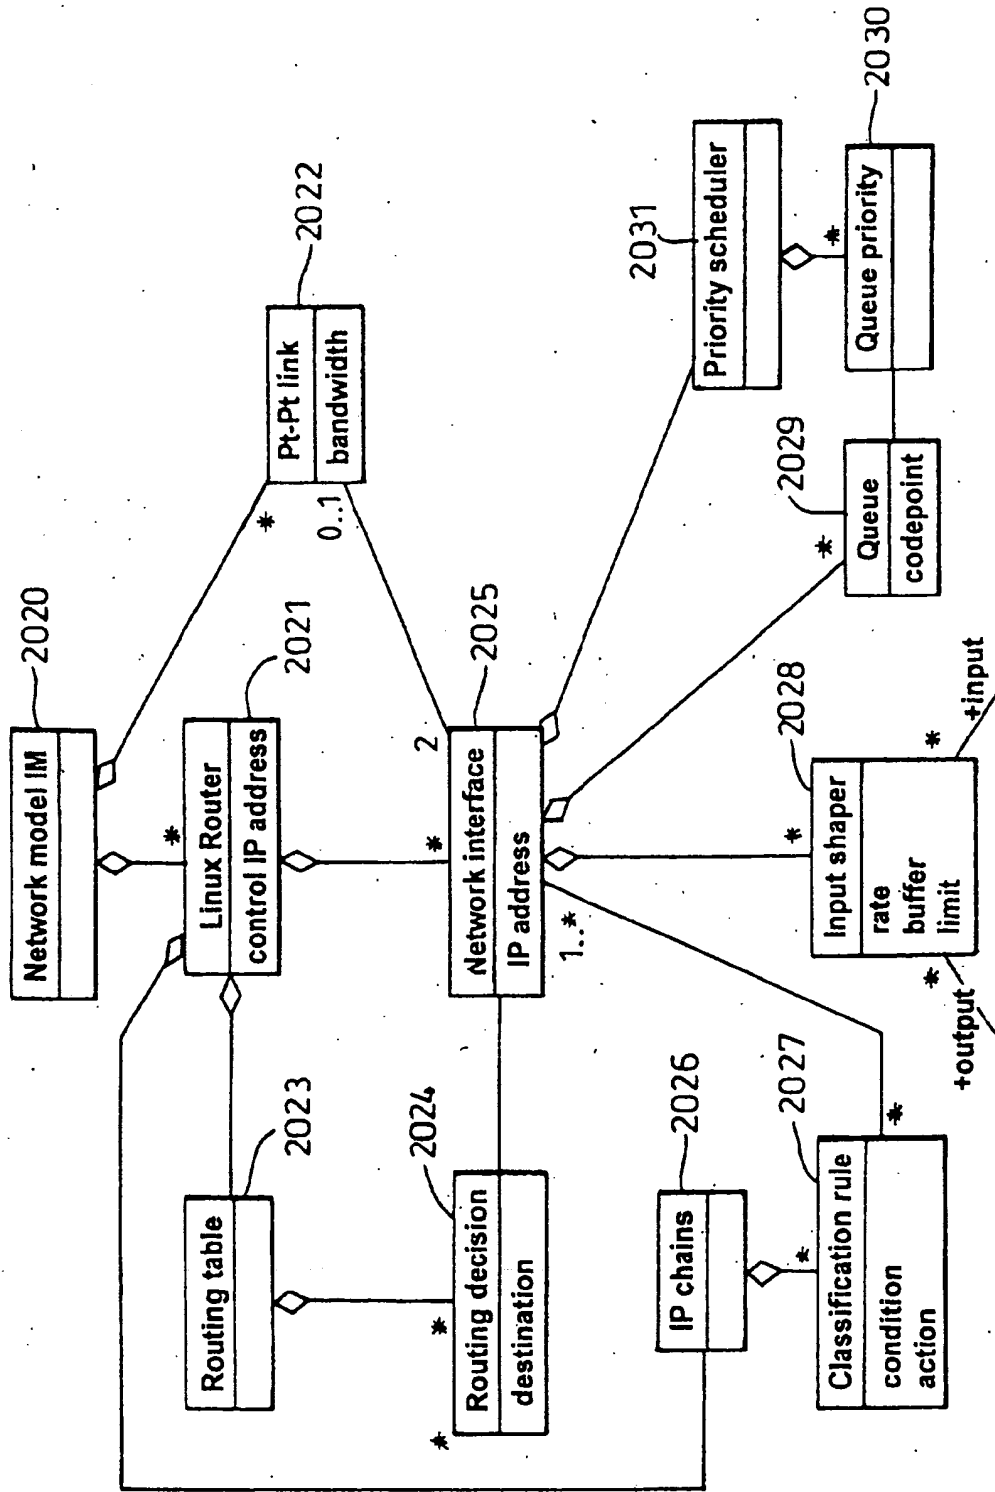 Network model IM
2020
Pt-Pt link
bandwidth
2022
*
0..1
*
Linux Router
control IP address
2021
Routing table
2023
*
Routing decision
destination
2024
*
*
2
Network interface
IP address
2025
1..*
IP chains
2026
*
Classification rule
condition
action
2027
*
*
Input shaper
rate
buffer
limit
2028
*
+output
*
+input
*
Queue
codepoint
2029
Priority scheduler
2031
*
Queue priority
2030